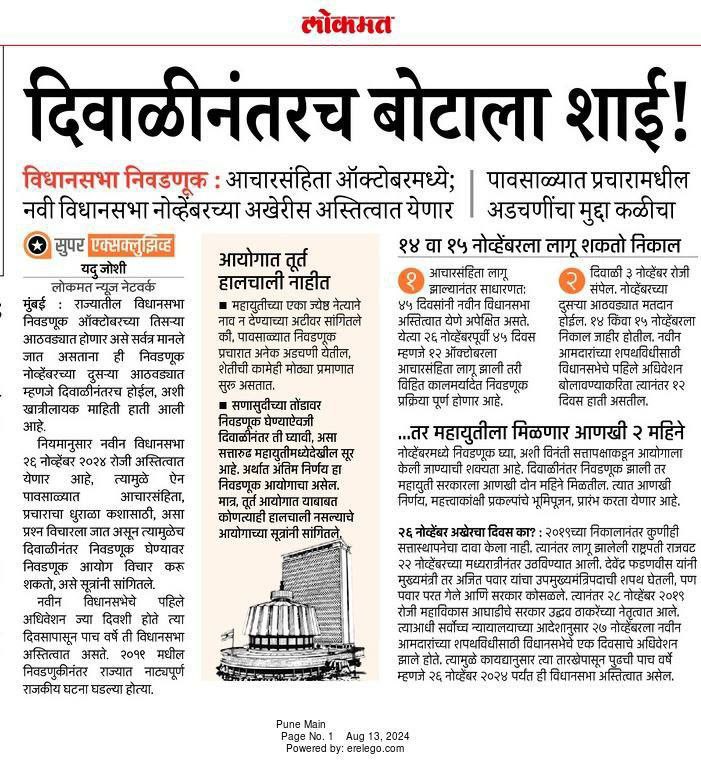 लोकमत
दिवाळीनंतरच बोटाला शाई!
विधानसभा निवडणूक : आचारसंहिता ऑक्टोबरमध्ये;
नवी विधानसभा नोव्हेंबरच्या अखेरीस अस्तित्वात येणार
पावसाळ्यात प्रचारामधील
अडचणींचा मुद्दा कळीचा
सुपर एक्सक्लुझिव्ह
यदु जोशी
लोकमत न्यूज नेटवर्क
मुंबई : राज्यातील विधानसभा
निवडणूक ऑक्टोबरच्या तिसऱ्या
आठवड्यात होणार असे सर्वत्र मानले
जात असताना ही निवडणूक
नोव्हेंबरच्या दुसऱ्या आठवड्यात
म्हणजे दिवाळीनंतरच होईल, अशी
खात्रीलायक माहिती हाती आली
आहे.
नियमानुसार नवीन विधानसभा
२६ नोव्हेंबर २०२४ रोजी अस्तित्वात
येणार आहे, त्यामुळे ऐन
पावसाळ्यात आचारसंहिता,
प्रचाराचा धुराळा कशासाठी, असा
प्रश्न विचारला जात असून त्यामुळेच
दिवाळीनंतर निवडणूक घेण्यावर
निवडणूक आयोग विचार करू
शकतो, असे सूत्रांनी सांगितले.
नवीन विधानसभेचे पहिले
अधिवेशन ज्या दिवशी होते त्या
दिवसापासून पाच वर्षे ती विधानसभा
अस्तित्वात असते. २०१९ मधील
निवडणुकीनंतर राज्यात नाट्यपूर्ण
राजकीय घटना घडल्या होत्या.
आयोगात तूर्त
हालचाली नाहीत
■ महायुतीच्या एका ज्येष्ठ नेत्याने
नाव न देण्याच्या अटीवर सांगितले
की, पावसाळ्यात निवडणूक
प्रचारात अनेक अडचणी येतील,
शेतीची कामेही मोठ्या प्रमाणात
सुरू असतात.
■ सणासुदीच्या तोंडावर
निवडणूक घेण्याऐवजी
दिवाळीनंतर ती घ्यावी, असा
सत्तारुढ महायुतीमध्येदेखील सूर
आहे. अर्थात अंतिम निर्णय हा
निवडणूक आयोगाचा असेल.
मात्र, तूर्त आयोगात याबाबत
कोणत्याही हालचाली नसल्याचे
आयोगाच्या सूत्रांनी सांगितले.
१४ वा १५ नोव्हेंबरला लागू शकतो निकाल
१ आचारसंहिता लागू
झाल्यानंतर साधारणत:
४५ दिवसांनी नवीन विधानसभा
अस्तित्वात येणे अपेक्षित असते.
येत्या २६ नोव्हेंबरपूर्वी ४५ दिवस
म्हणजे १२ ऑक्टोबरला
आचारसंहिता लागू झाली तरी
विहित कालमर्यादेत निवडणूक
प्रक्रिया पूर्ण होणार आहे.
२ दिवाळी ३ नोव्हेंबर रोजी
संपेल. नोव्हेंबरच्या
दुसऱ्या आठवड्यात मतदान
होईल. १४ किंवा १५ नोव्हेंबरला
निकाल जाहीर होतील. नवीन
आमदारांच्या शपथविधीसाठी
विधानसभेचे पहिले अधिवेशन
बोलावण्याकरिता त्यानंतर १२
दिवस हाती असतील.
...तर महायुतीला मिळणार आणखी २ महिने
नोव्हेंबरमध्ये निवडणूक घ्या, अशी विनंती सत्तापक्षाकडून आयोगाला
केली जाण्याची शक्यता आहे. दिवाळीनंतर निवडणूक झाली तर
महायुती सरकारला आणखी दोन महिने मिळतील. त्यात आणखी
निर्णय, महत्त्वाकांक्षी प्रकल्पांचे भूमिपूजन, प्रारंभ करता येणार आहे.
२६ नोव्हेंबर अखेरचा दिवस का? : २०१९च्या निकालानंतर कुणीही
सत्तास्थापनेचा दावा केला नाही. त्यानंतर लागू झालेली राष्ट्रपती राजवट
२२ नोव्हेंबरच्या मध्यरात्रीनंतर उठविण्यात आली. देवेंद्र फडणवीस यांनी
मुख्यमंत्री तर अजित पवार यांचा उपमुख्यमंत्रिपदाची शपथ घेतली, पण
पवार परत गेले आणि सरकार कोसळले. त्यानंतर २८ नोव्हेंबर २०१९
रोजी महाविकास आघाडीचे सरकार उद्धव ठाकरेंच्या नेतृत्वात आले.
त्याआधी सर्वोच्च न्यायालयाच्या आदेशानुसार २७ नोव्हेंबरला नवीन
आमदारांच्या शपथविधीसाठी विधानसभेचे एक दिवसाचे अधिवेशन
झाले होते. त्यामुळे कायद्यानुसार त्या तारखेपासून पुढची पाच वर्षे
म्हणजे २६ नोव्हेंबर २०२४ पर्यंत ही विधानसभा अस्तित्वात असेल.
Pune Main
Page No. 1 Aug 13, 2024
Powered by: erelego.com